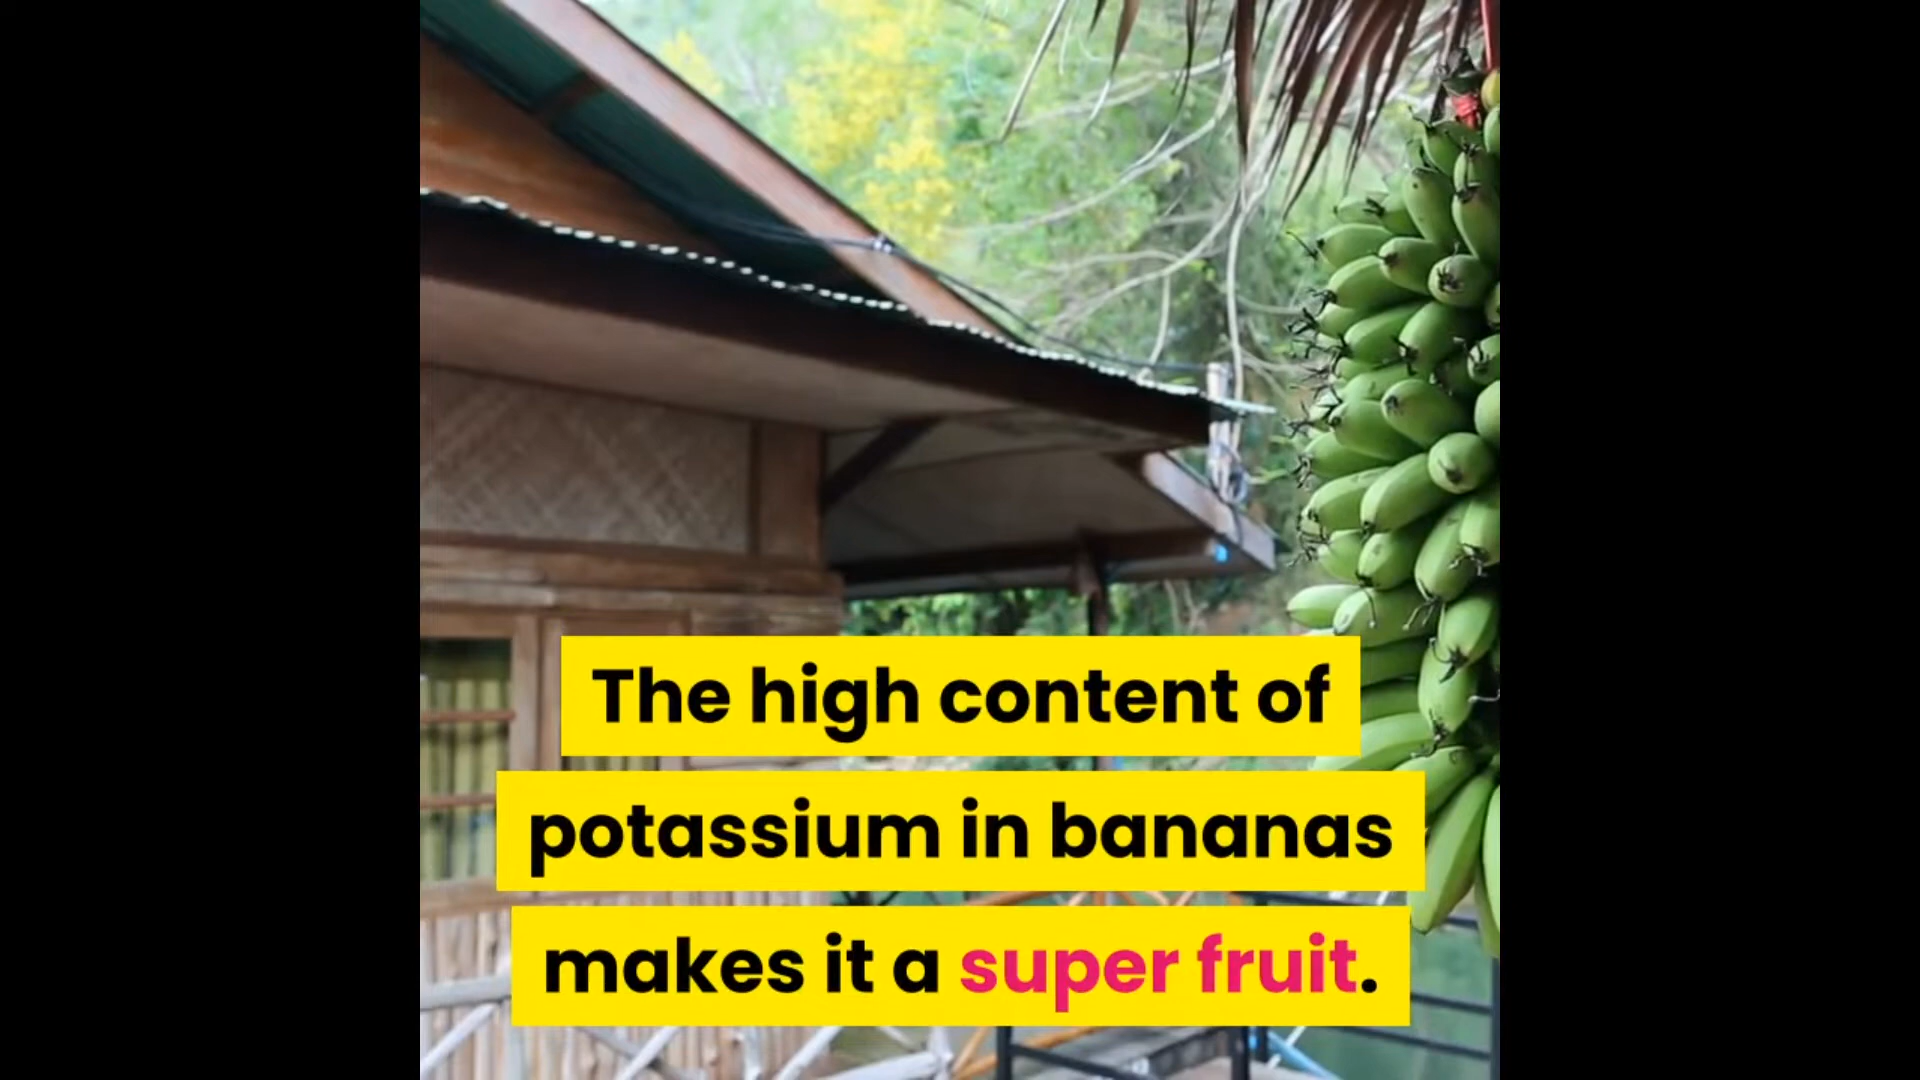 The high content of
potassium in bananas
makes it a super fruit.